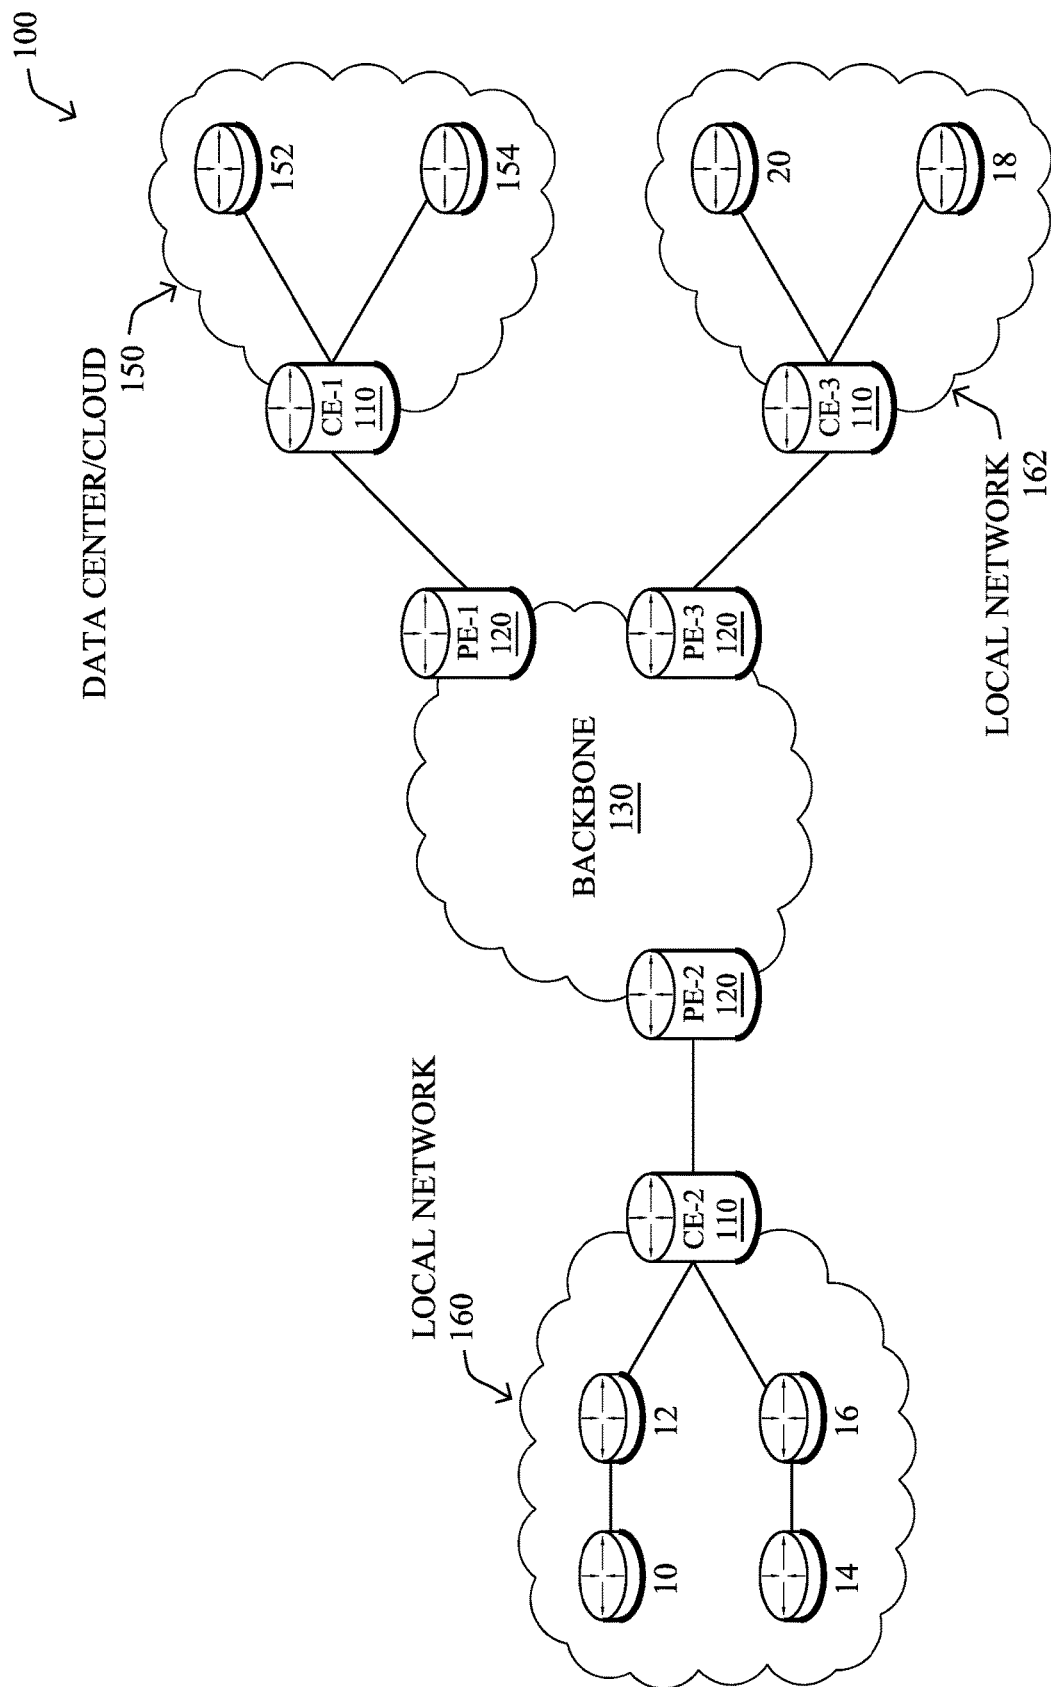 100
DATA CENTER/CLOUD
150
152
154
CE-1
110
PE-1
120
LOCAL NETWORK
160
BACKBONE
130
10
12
14
16
CE-2
110
PE-2
120
PE-3
120
CE-3
110
20
18
LOCAL NETWORK
162